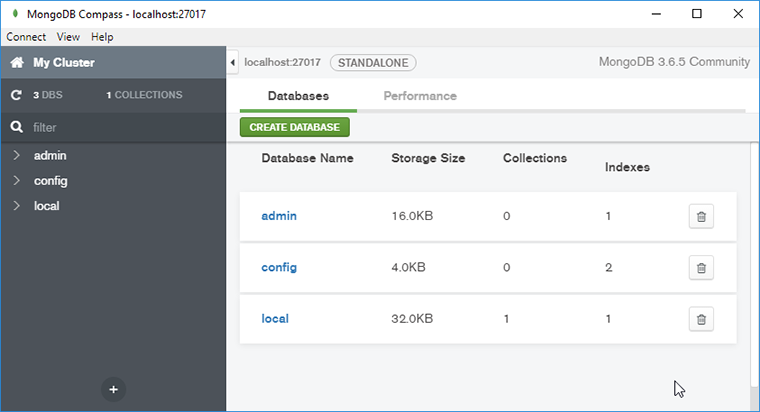 MongoDB Compass - localhost:27017
Connect View Help
My Cluster
localhost:27017 STANDALONE MongoDB 3.6.5 Community
3 DBS 1 COLLECTIONS
Databases Performance
filter
CREATE DATABASE
admin
config
local
Database Name Storage Size Collections Indexes
admin 16.0KB 0 1
config 4.0KB 0 2
local 32.0KB 1 1